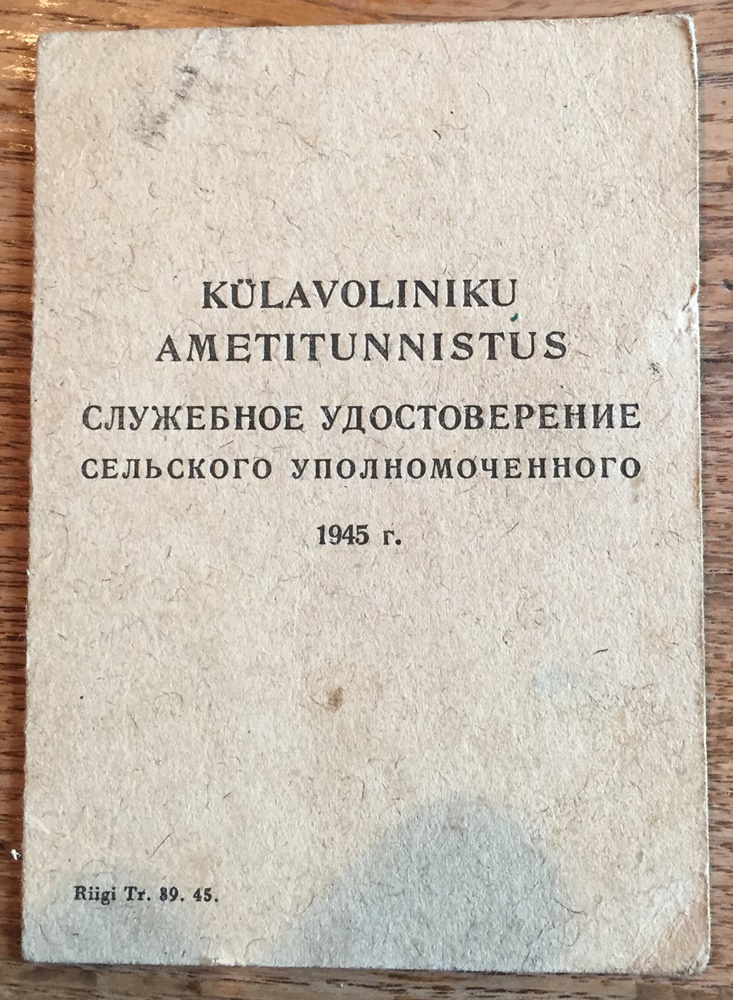 KÜLAVOLINIKU
AMETITUNNISTUS
СЛУЖЕБНОЕ УДОСТОВЕРЕНИЕ
СЕЛЬСКОГО УПОЛНОМОЧЕННОГО
1945 г.
Riigi Tr. 89. 45.